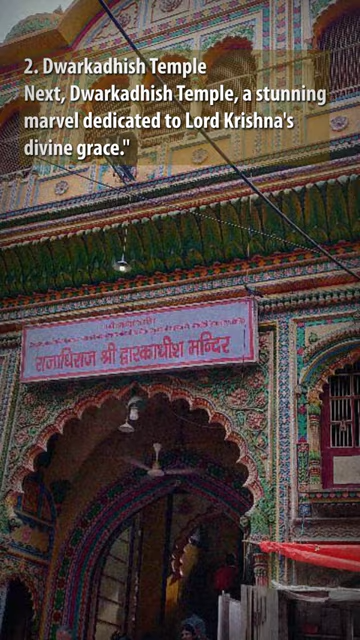 2. Dwarkadhish Temple
Next, Dwarkadhish Temple, a stunning
marvel dedicated to Lord Krishna's
divine grace."
राजाधिराज श्री द्वारकाधीश मन्दिर